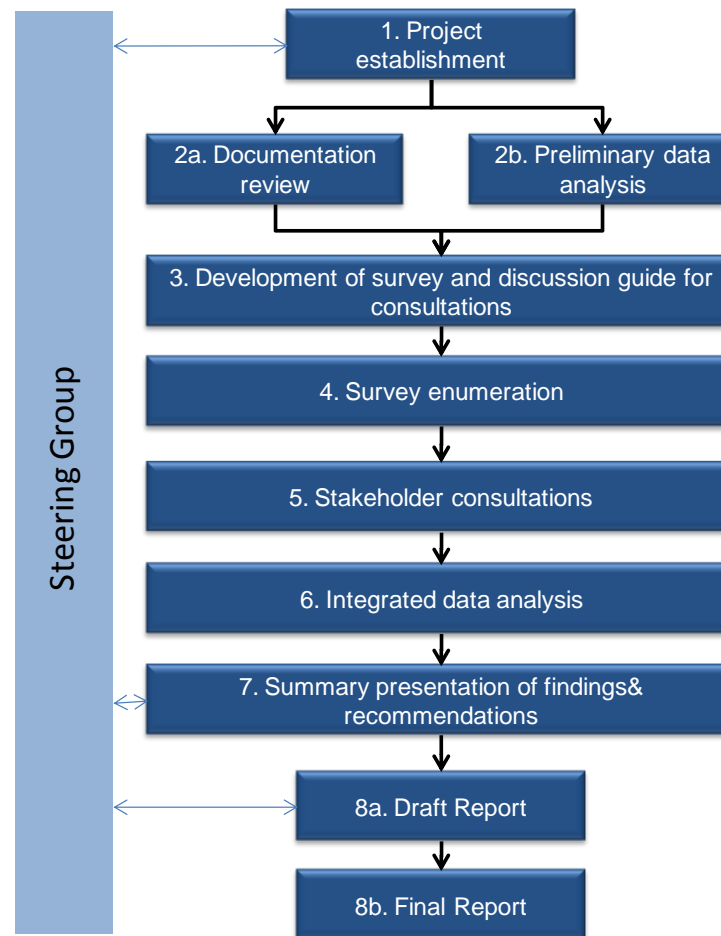 1. Project
establishment
2a. Documentation
review
2b. Preliminary data
analysis
3. Development of survey and discussion guide for
consultations
4. Survey enumeration
5. Stakeholder consultations
6. Integrated data analysis
7. Summary presentation of findings&
recommendations
8a. Draft Report
8b. Final Report
Steering Group